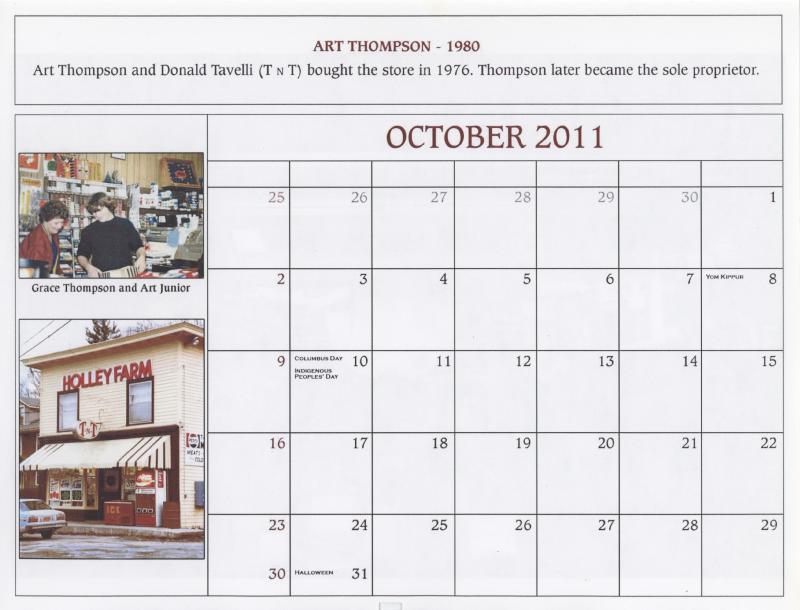 ART THOMPSON - 1980
Art Thompson and Donald Tavelli (T N T) bought the store in 1976. Thompson later became the sole proprietor.
OCTOBER 2011
25 26 27 28 29 30 1
2 3 4 5 6 7 YOM KIPPUR 8
9 COLUMBUS DAY 10 11 12 13 14 15
INDIGENOUS
PEOPLES' DAY
16 17 18 19 20 21 22
23 24 25 26 27 28 29
30 HALLOWEEN 31
Grace Thompson and Art Junior
HOLLEY FARM
T N T
MEATS
ICE